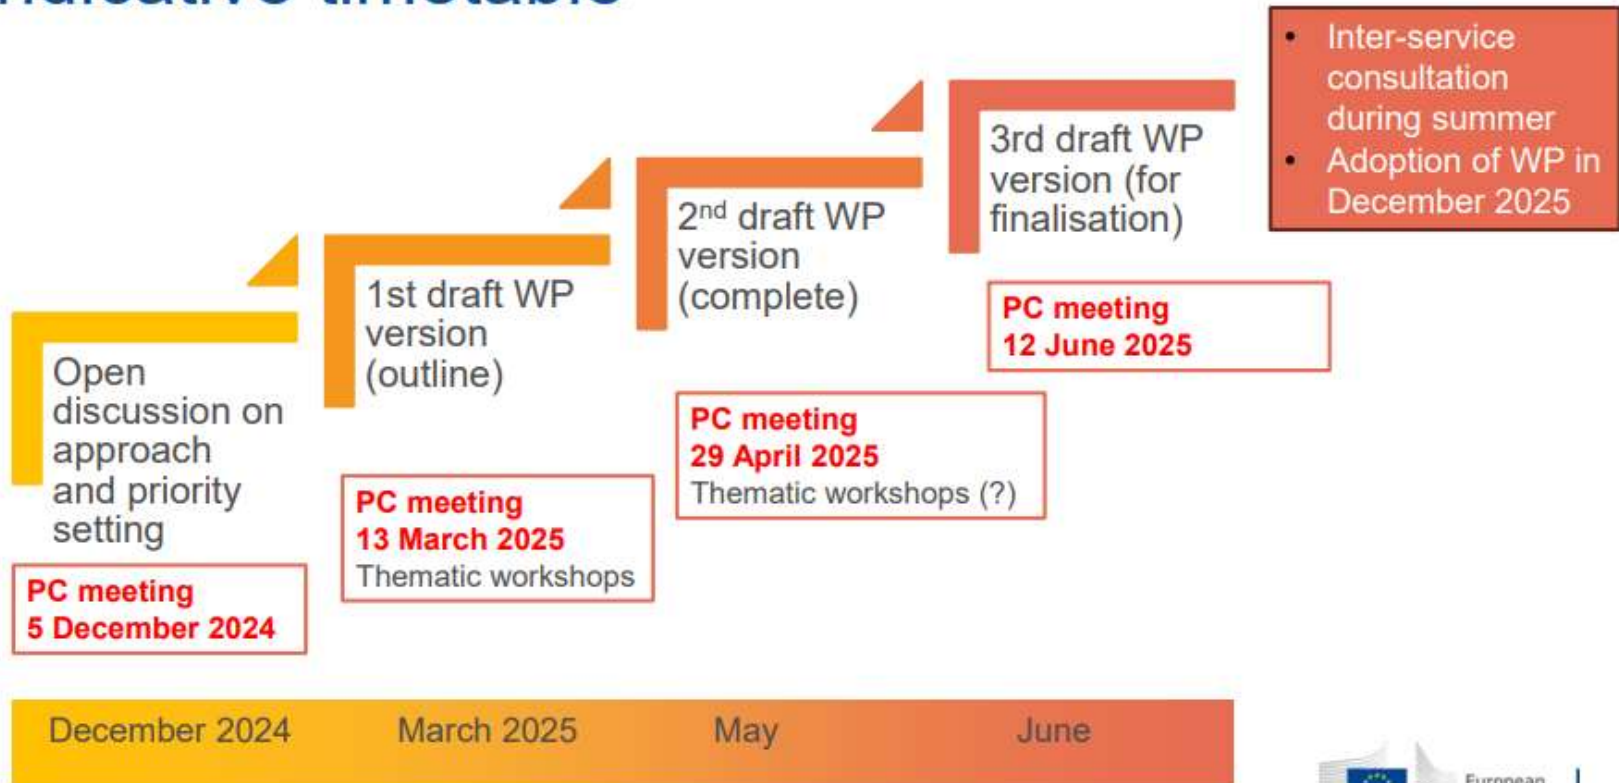 Indicative timetable
Open
discussion on
approach
and priority
setting
PC meeting
5 December 2024
1st draft WP
version
(outline)
PC meeting
13 March 2025
Thematic workshops
2nd draft WP
version
(complete)
PC meeting
29 April 2025
Thematic workshops (?)
3rd draft WP
version (for
finalisation)
PC meeting
12 June 2025
• Inter-service
consultation
during summer
• Adoption of WP in
December 2025
December 2024
March 2025
May
June
European